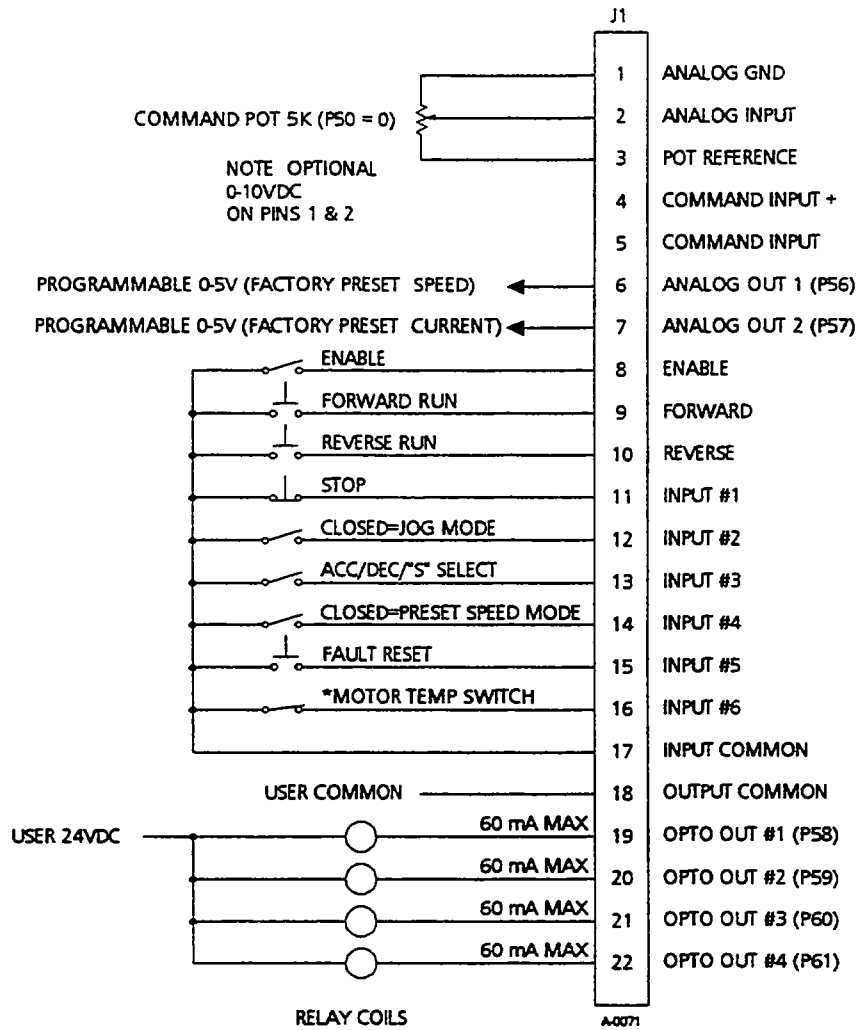 J1
1 ANALOG GND
COMMAND POT 5K (P50 = 0) 2 ANALOG INPUT
3 POT REFERENCE
NOTE OPTIONAL
0-10VDC
ON PINS 1 & 2
4 COMMAND INPUT +
5 COMMAND INPUT
PROGRAMMABLE 0-5V (FACTORY PRESET SPEED) 6 ANALOG OUT 1 (P56)
PROGRAMMABLE 0-5V (FACTORY PRESET CURRENT) 7 ANALOG OUT 2 (P57)
ENABLE 8 ENABLE
FORWARD RUN 9 FORWARD
REVERSE RUN 10 REVERSE
STOP 11 INPUT #1
CLOSED=JOG MODE 12 INPUT #2
ACC/DEC/"S" SELECT 13 INPUT #3
CLOSED=PRESET SPEED MODE 14 INPUT #4
FAULT RESET 15 INPUT #5
*MOTOR TEMP SWITCH 16 INPUT #6
17 INPUT COMMON
USER COMMON 18 OUTPUT COMMON
USER 24VDC 60 mA MAX 19 OPTO OUT #1 (P58)
60 mA MAX 20 OPTO OUT #2 (P59)
60 mA MAX 21 OPTO OUT #3 (P60)
60 mA MAX 22 OPTO OUT #4 (P61)
RELAY COILS A-0071